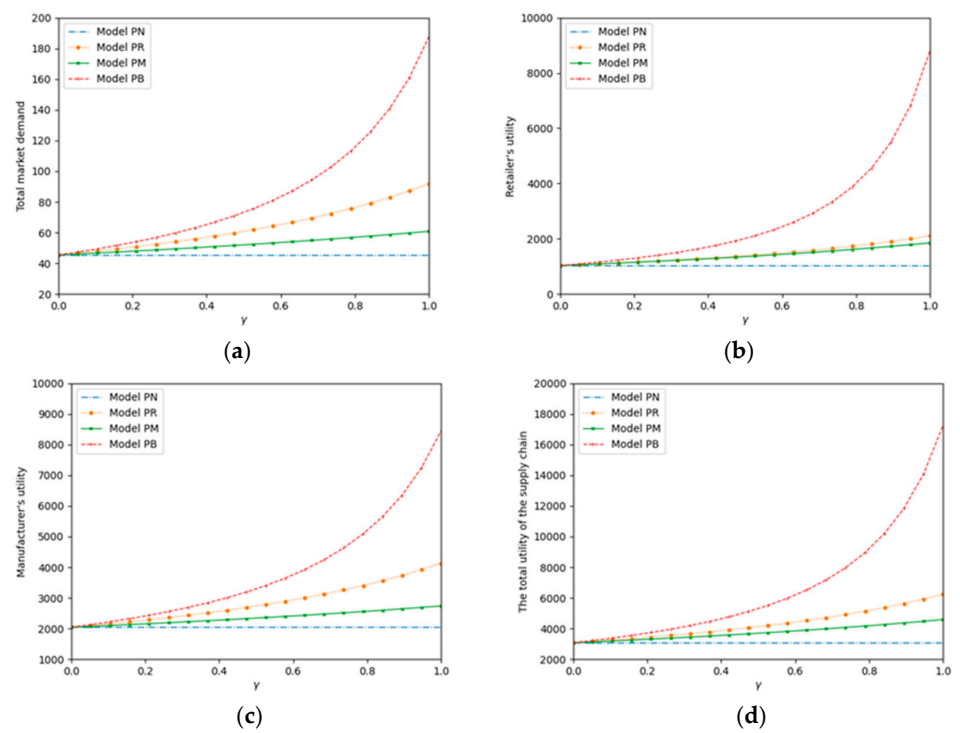 200
180
160
140
120
100
80
60
40
20
Total market demand
Model PN
Model PR
Model PM
Model PB
0.0 0.2 0.4 0.6 0.8 1.0
γ
(a)
10000
8000
6000
4000
2000
0
Retailer's utility
Model PN
Model PR
Model PM
Model PB
0.0 0.2 0.4 0.6 0.8 1.0
γ
(b)
10000
9000
8000
7000
6000
5000
4000
3000
2000
1000
Manufacturer's utility
Model PN
Model PR
Model PM
Model PB
0.0 0.2 0.4 0.6 0.8 1.0
γ
(c)
20000
18000
16000
14000
12000
10000
8000
6000
4000
2000
The total utility of the supply chain
Model PN
Model PR
Model PM
Model PB
0.0 0.2 0.4 0.6 0.8 1.0
γ
(d)